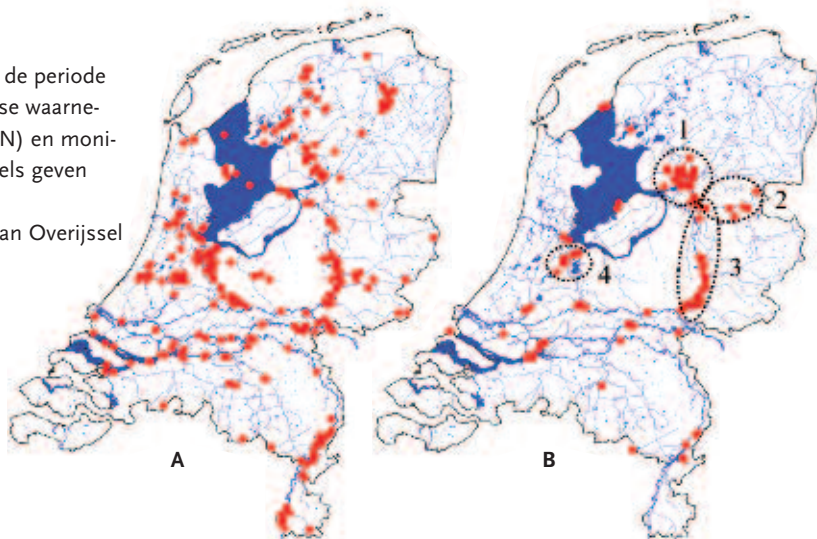 de periode
se waarne-
N) en moni-
els geven
an Overijssel
1
2
3
4
A
B